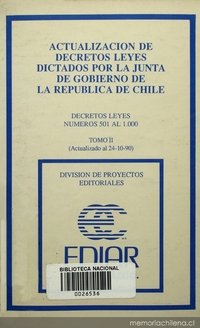 ACTUALIZACION DE
DECRETOS LEYES
DICTADOS POR LA JUNTA
DE GOBIERNO DE
LA REPUBLICA DE CHILE
DECRETOS LEYES
NUMEROS 501 AL 1.000
TOMO II
(Actualizado al 24-10-90)
DIVISION DE PROYECTOS
EDITORIALES
EDIAR
BIBLIOTECA NACIONAL
0026536
memoriachilena.cl